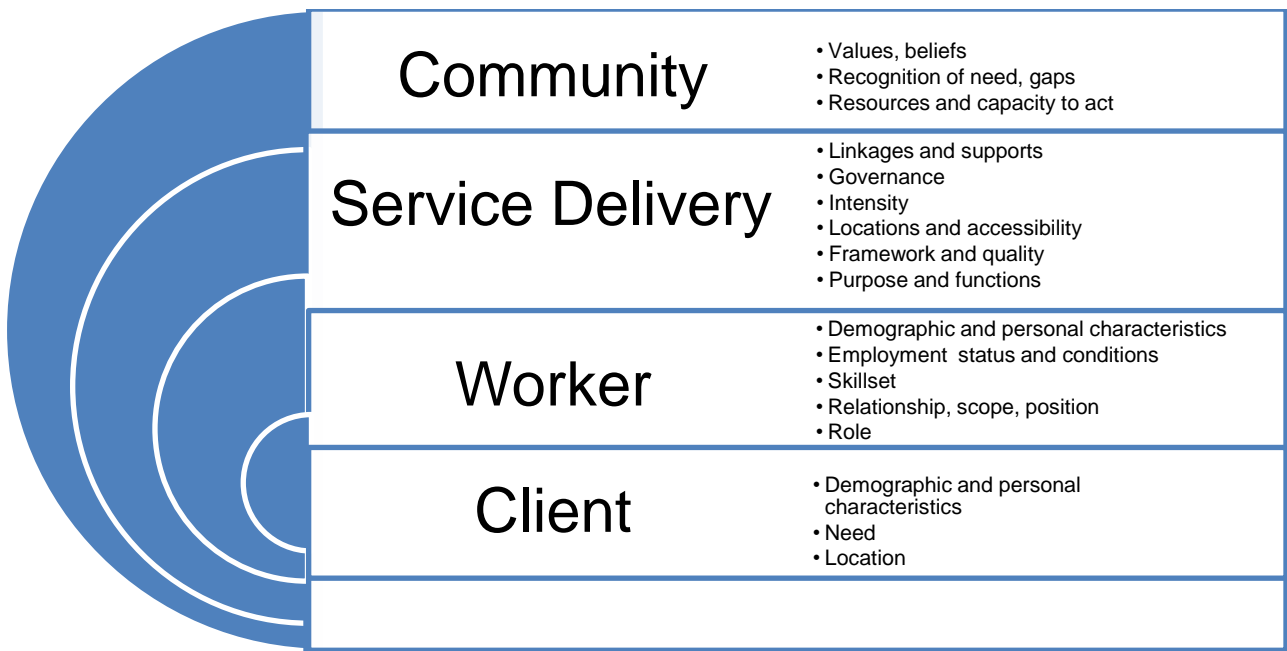 Community
• Values, beliefs
• Recognition of need, gaps
• Resources and capacity to act
Service Delivery
• Linkages and supports
• Governance
• Intensity
• Locations and accessibility
• Framework and quality
• Purpose and functions
Worker
• Demographic and personal characteristics
• Employment  status and conditions
• Skillset
• Relationship, scope, position
• Role
Client
• Demographic and personal
characteristics
• Need
• Location